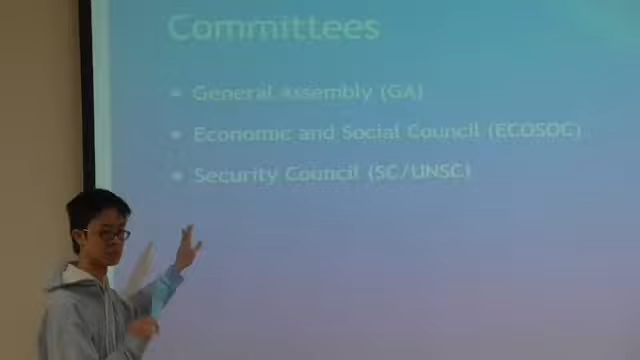 Committees
• General Assembly (GA)
• Economic and Social Council (ECOSOC)
• Security Council (SC/UNSC)